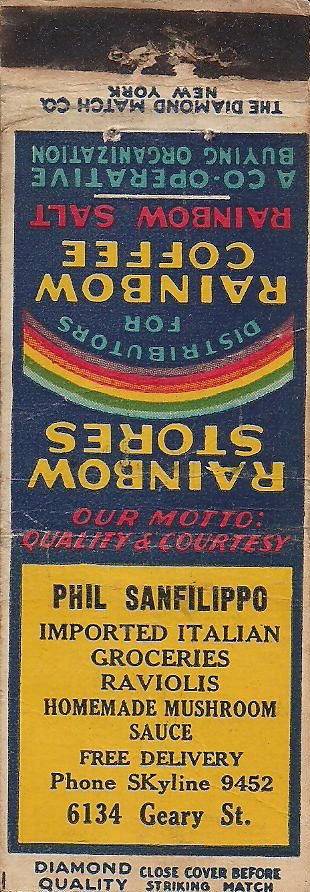 RAINBOW
STORES
DISTRIBUTORS
FOR
RAINBOW
COFFEE
RAINBOW SALT
A CO-OPERATIVE
BUYING ORGANIZATION
THE DIAMOND MATCH CO.
NEW YORK
OUR MOTTO:
QUALITY & COURTESY
PHIL SANFILIPPO
IMPORTED ITALIAN
GROCERIES
RAVIOLIS
HOMEMADE MUSHROOM
SAUCE
FREE DELIVERY
Phone SKyline 9452
6134 Geary St.
DIAMOND QUALITY
CLOSE COVER BEFORE
STRIKING MATCH